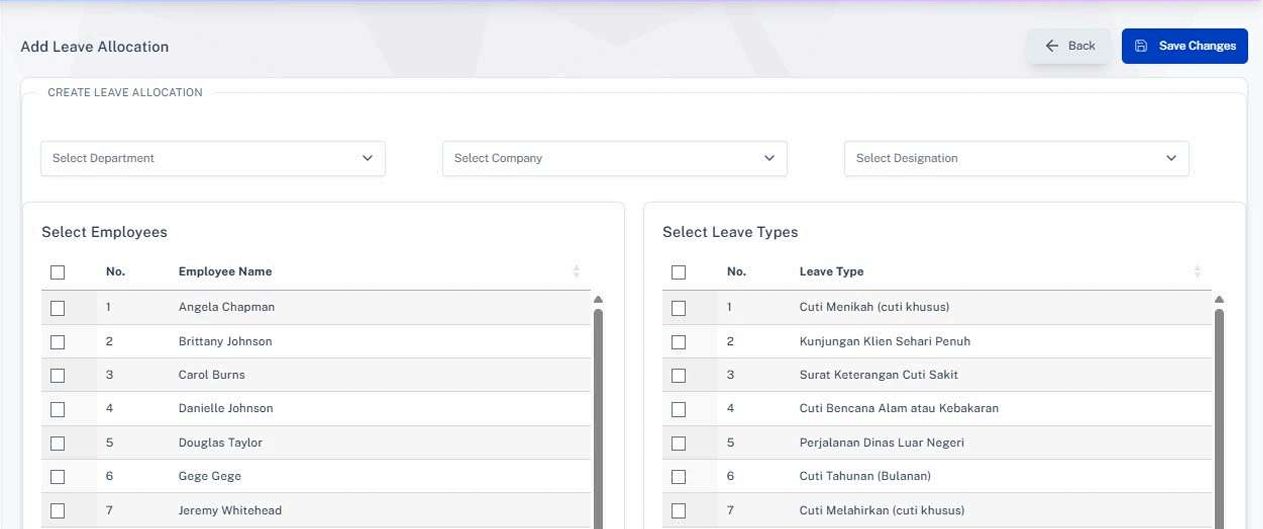 Add Leave Allocation
Back
Save Changes
CREATE LEAVE ALLOCATION
Select Department
Select Company
Select Designation
Select Employees
No. Employee Name
1 Angela Chapman
2 Brittany Johnson
3 Carol Burns
4 Danielle Johnson
5 Douglas Taylor
6 Gege Gege
7 Jeremy Whitehead
Select Leave Types
No. Leave Type
1 Cuti Menikah (cuti khusus)
2 Kunjungan Klien Sehari Penuh
3 Surat Keterangan Cuti Sakit
4 Cuti Bencana Alam atau Kebakaran
5 Perjalanan Dinas Luar Negeri
6 Cuti Tahunan (Bulanan)
7 Cuti Melahirkan (cuti khusus)